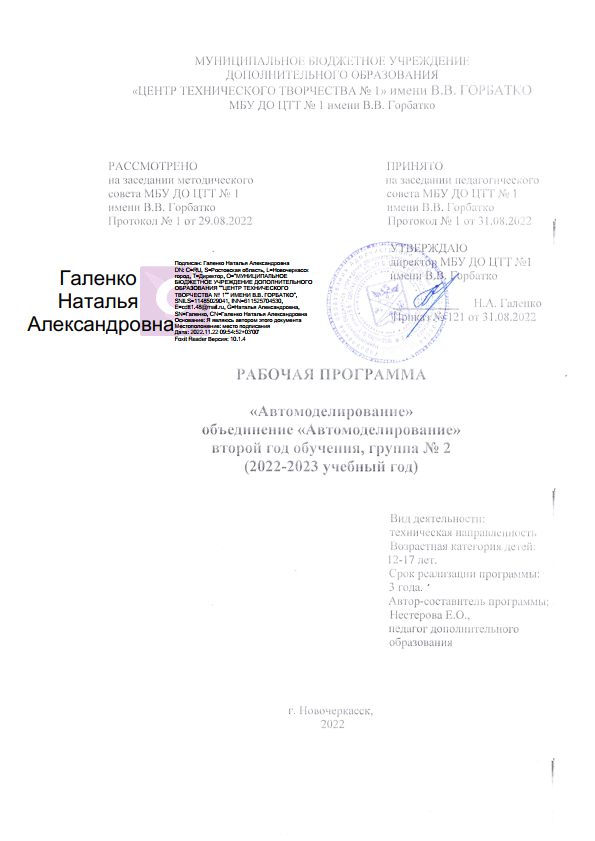 МУНИЦИПАЛЬНОЕ БЮДЖЕТНОЕ УЧРЕЖДЕНИЕ
ДОПОЛНИТЕЛЬНОГО ОБРАЗОВАНИЯ
«ЦЕНТР ТЕХНИЧЕСКОГО ТВОРЧЕСТВА № 1» имени В.В. ГОРБАТКО
МБУ ДО ЦТТ № 1 имени В.В. Горбатко
РАССМОТРЕНО
на заседании методического
совета МБУ ДО ЦТТ № 1
имени В.В. Горбатко
Протокол № 1 от 29.08.2022
ПРИНЯТО
на заседании педагогического
совета МБУ ДО ЦТТ № 1
имени В.В. Горбатко
Протокол № 1 от 31.08.2022
УТВЕРЖДАЮ
директор МБУ ДО ЦТТ №1
имени В.В. Горбатко
Н.А. Галенко
Приказ № 121 от 31.08.2022
Галенко
Наталья
Александровна
Подписан: Галенко Наталья Александровна
DN: C=RU, S=Ростовская область, L=Новочеркасск
город, T=Директор, O="МУНИЦИПАЛЬНОЕ
БЮДЖЕТНОЕ УЧРЕЖДЕНИЕ ДОПОЛНИТЕЛЬНОГО
ОБРАЗОВАНИЯ ""ЦЕНТР ТЕХНИЧЕСКОГО
ТВОРЧЕСТВА № 1"" ИМЕНИ В.В. ГОРБАТКО",
E=cdt1.48@mail.ru, G=Наталья Александровна,
SN=Галенко, CN=Галенко Наталья Александровна
Основание: Я являюсь автором этого документа
Местоположение: место подписания
Дата: 2022.11.22 09:54:52+03'00'
Foxit Reader Версия: 10.1.4
РАБОЧАЯ ПРОГРАММА
«Автомоделирование»
объединение «Автомоделирование»
второй год обучения, группа № 2
(2022-2023 учебный год)
Вид деятельности:
техническая направленность
Возрастная категория детей:
12-17 лет.
Срок реализации программы:
3 года.
Автор-составитель программы:
Нестерова Е.О.,
педагог дополнительного
образования
г. Новочеркасск,
2022